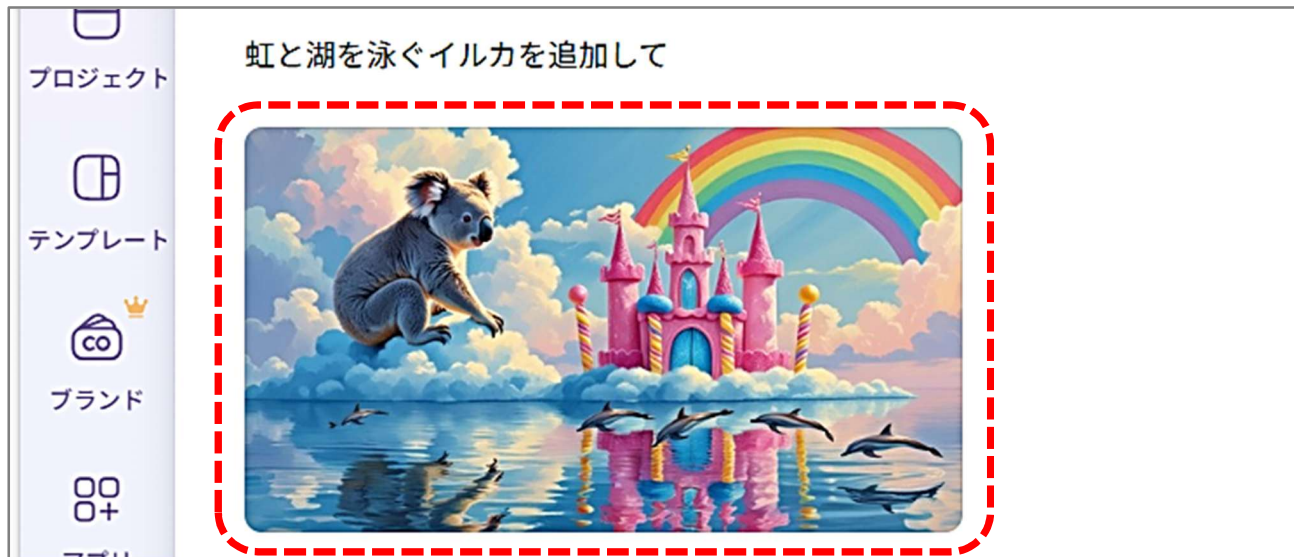 プロジェクト
テンプレート
CO
ブランド
アプリ
虹と湖を泳ぐイルカを追加して